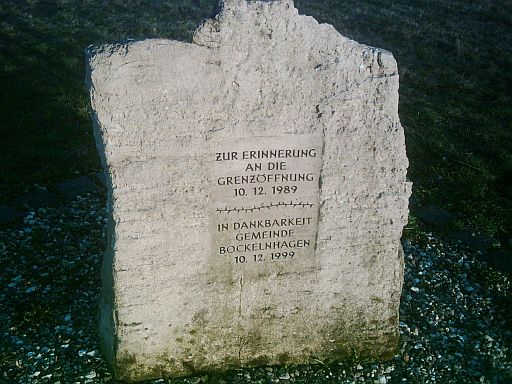 ZUR ERINNERUNG
AN DIE
GRENZÖFFNUNG
10. 12. 1989
IN DANKBARKEIT
GEMEINDE
BOCKELNHAGEN
10. 12. 1999